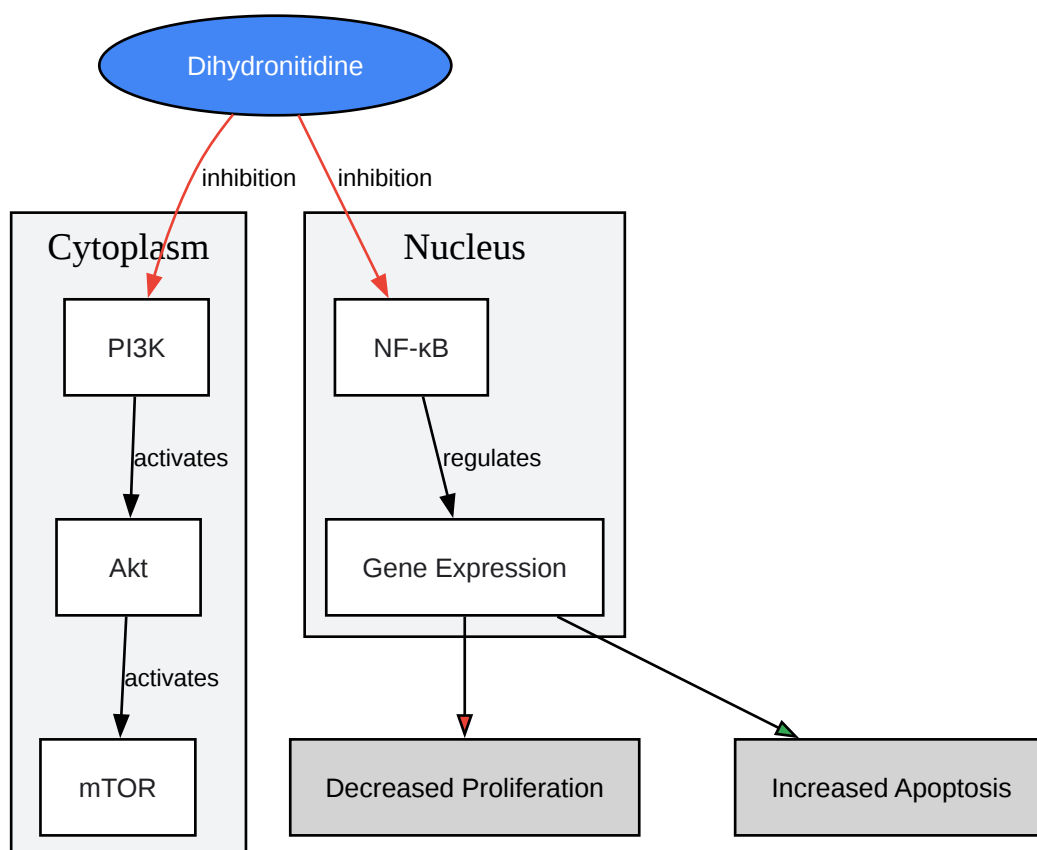 Dihydronitidine
inhibition
inhibition
Cytoplasm
Nucleus
PI3K
NF-κB
activates
regulates
Akt
Gene Expression
activates
mTOR
Decreased Proliferation
Increased Apoptosis